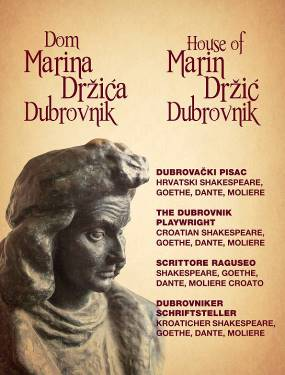 Dom
Marina
Držića
Dubrovnik
House of
Marin
Držić
Dubrovnik
DUBROVAČKI PISAC
HRVATSKI SHAKESPEARE,
GOETHE, DANTE, MOLIERE
THE DUBROVNIK
PLAYWRIGHT
CROATIAN SHAKESPEARE,
GOETHE, DANTE, MOLIERE
SCRITTORE RAGUSEO
SHAKESPEARE, GOETHE,
DANTE, MOLIERE CROATO
DUBROVNIKER
SCHRIFTSTELLER
KROATICHER SHAKESPEARE,
GOETHE, DANTE, MOLIERE